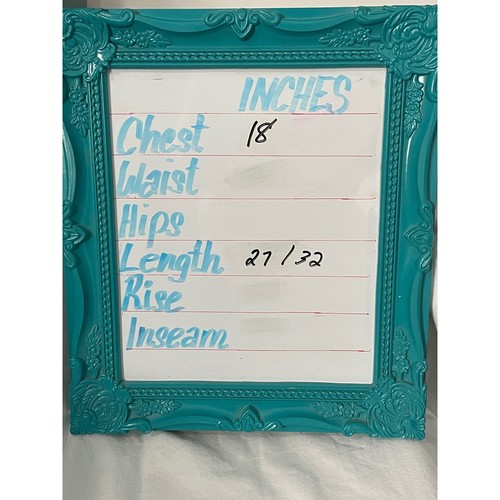 INCHES
Chest 18
Waist
Hips
Length 27 / 32
Rise
Inseam